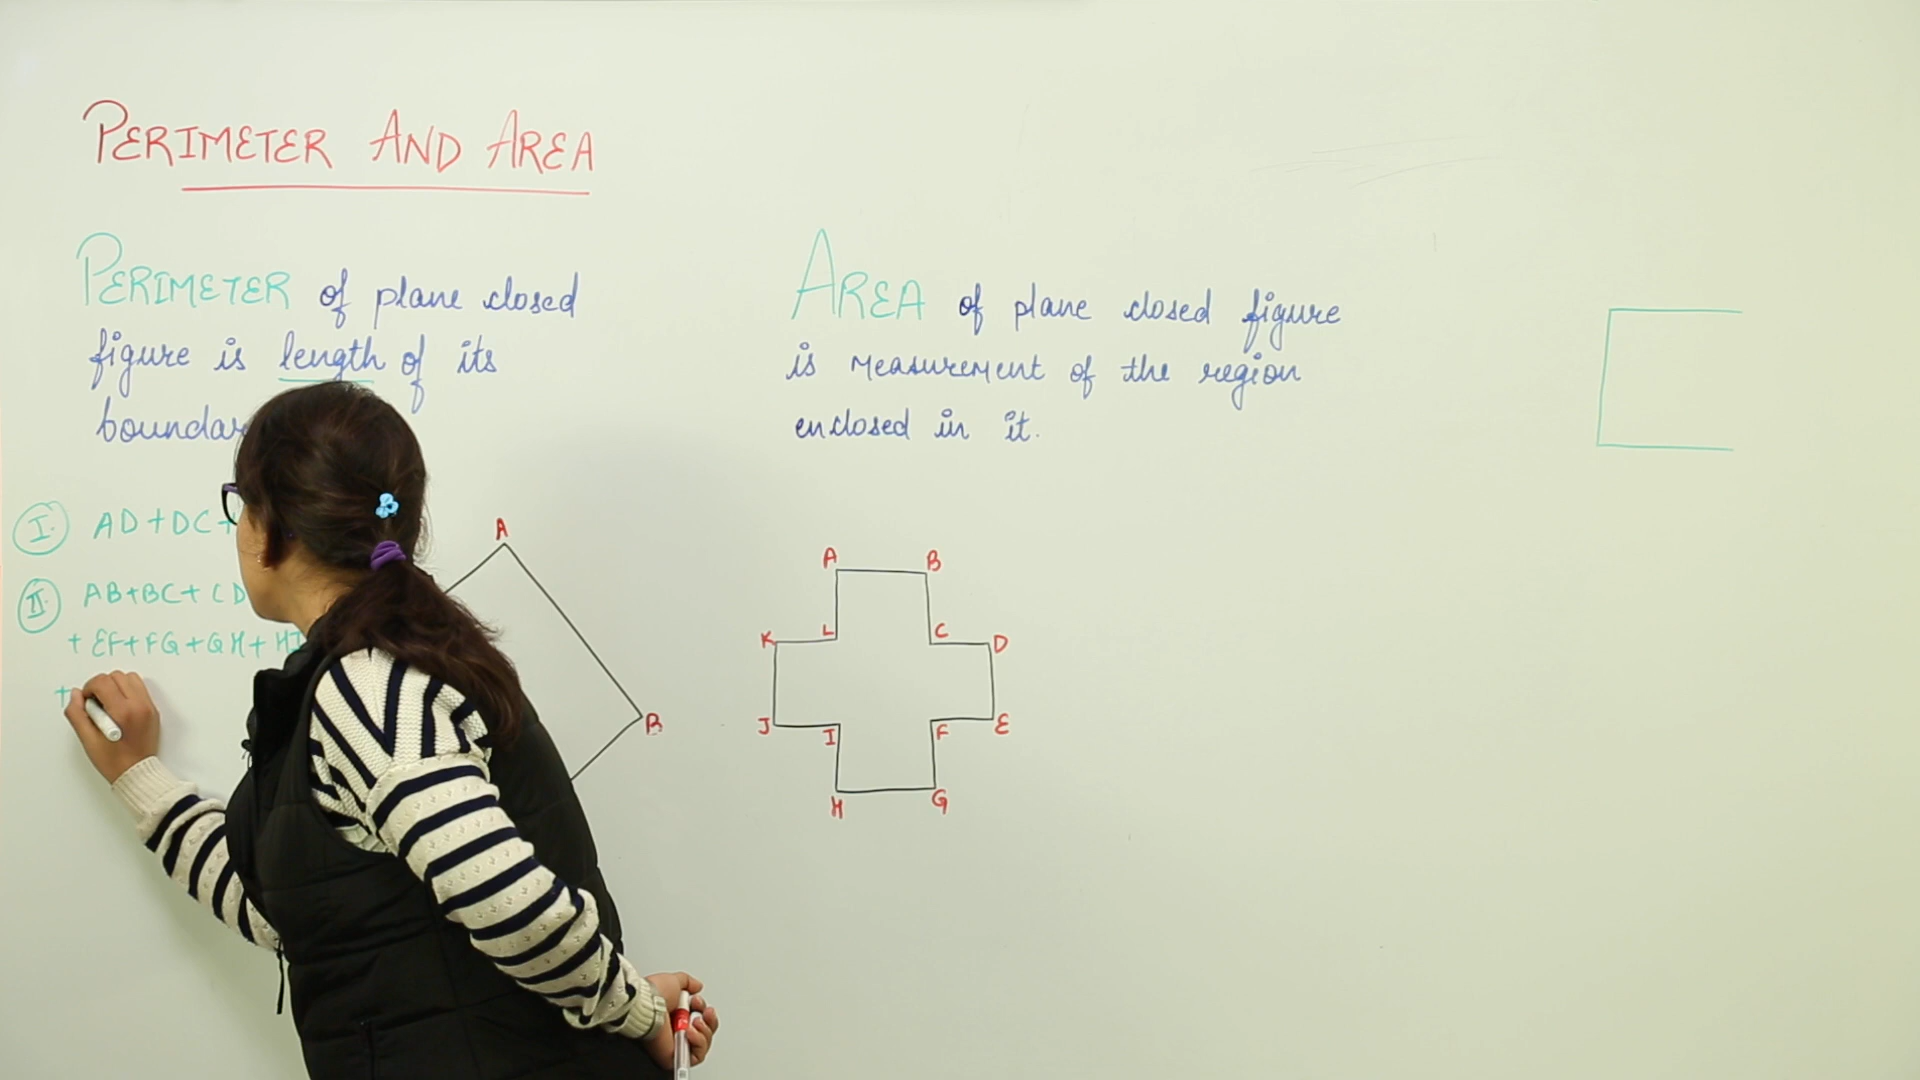 PERIMETER AND AREA
PERIMETER of plane closed
figure is length of its
boundar
AREA of plane closed figure
is measurement of the region
enclosed in it.
I. AD+DC+
II. AB+BC+CD
+ EF+FG+GH+HI
+
A
B
A
B
K
L
C
D
J
I
F
E
H
G